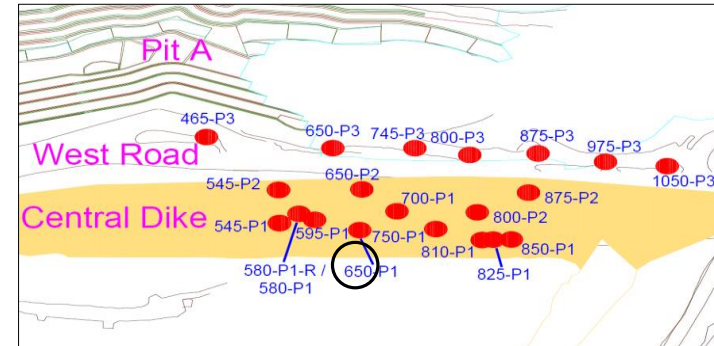 Pit A
465-P3
650-P3
745-P3
800-P3
875-P3
975-P3
West Road
1050-P3
545-P2
650-P2
700-P1
875-P2
Central Dike
800-P2
545-P1
595-P1
750-P1
810-P1
850-P1
580-P1-R /
580-P1
650-P1
825-P1